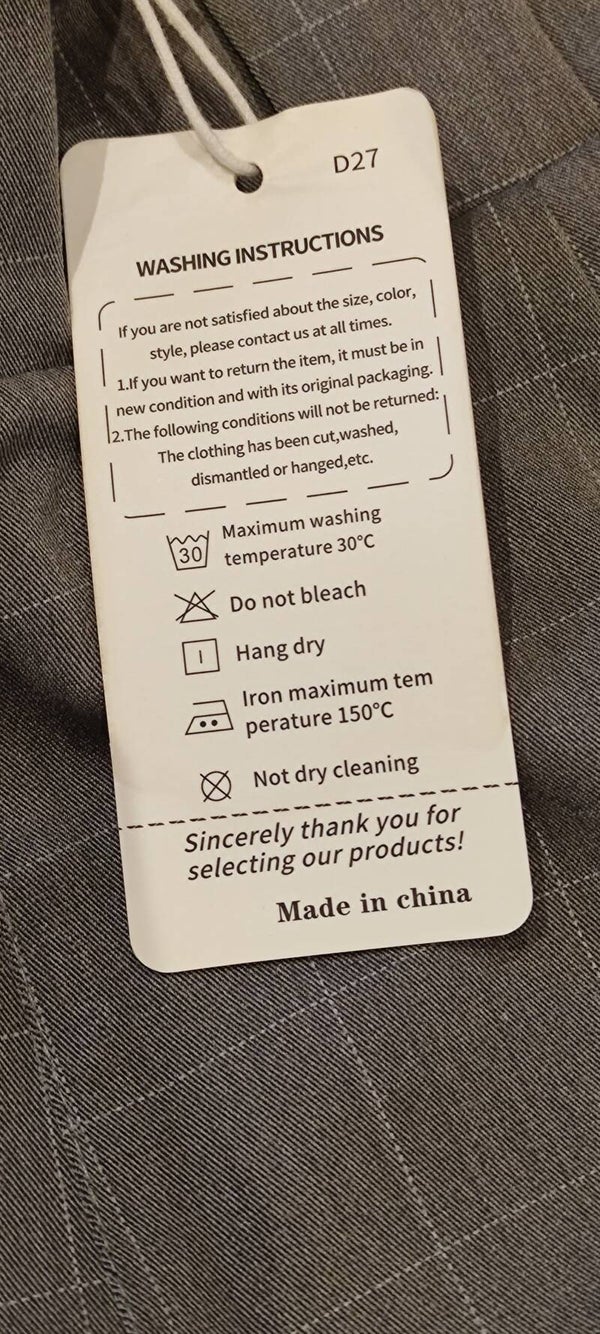 D27
WASHING INSTRUCTIONS
If you are not satisfied about the size, color,
style, please contact us at all times.
1.If you want to return the item, it must be in
new condition and with its original packaging.
2.The following conditions will not be returned:
The clothing has been cut,washed,
dismantled or hanged,etc.
30
Maximum washing
temperature 30°C
Do not bleach
Hang dry
Iron maximum tem
perature 150°C
Not dry cleaning
Sincerely thank you for
selecting our products!
Made in china